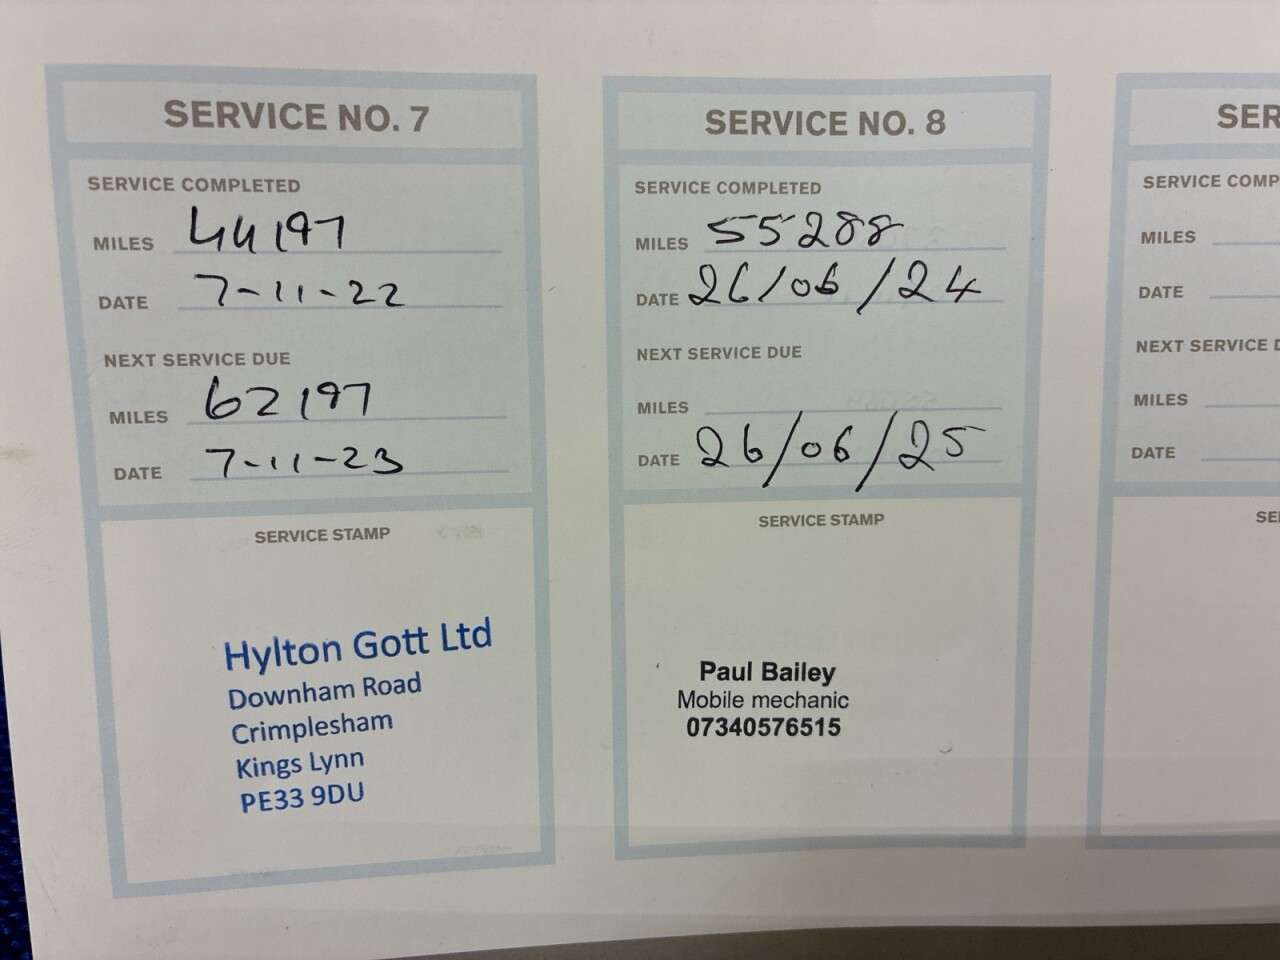 SERVICE NO. 7
SERVICE COMPLETED
MILES 44197
DATE 7-11-22
NEXT SERVICE DUE
MILES 62197
DATE 7-11-23
SERVICE STAMP
Hylton Gott Ltd
Downham Road
Crimplesham
Kings Lynn
PE33 9DU
SERVICE NO. 8
SERVICE COMPLETED
MILES 55288
DATE 26/06/24
NEXT SERVICE DUE
MILES
DATE 26/06/25
SERVICE STAMP
Paul Bailey
Mobile mechanic
07340576515
SER
SERVICE COMP
MILES
DATE
NEXT SERVICE D
MILES
DATE
SE